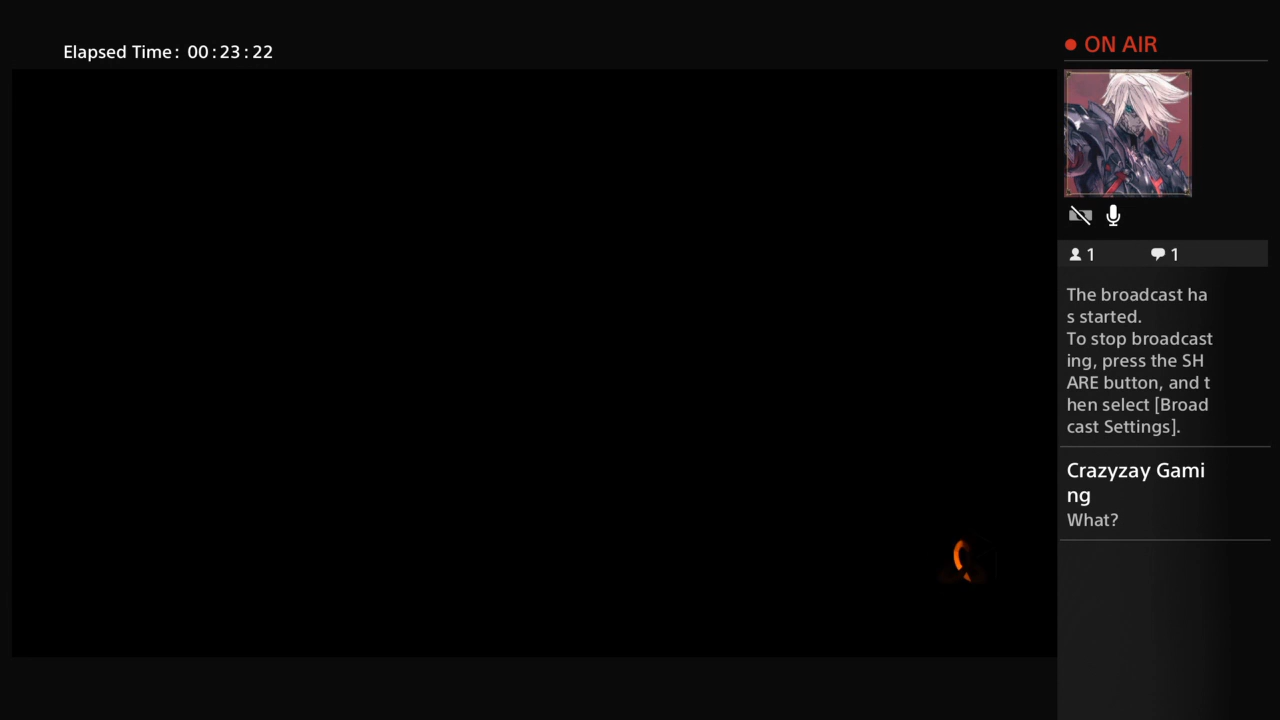 Elapsed Time: 00:23:22
ON AIR
1 1
The broadcast ha
s started.
To stop broadcast
ing, press the SH
ARE button, and t
hen select [Broad
cast Settings].
Crazyzay Gami
ng
What?